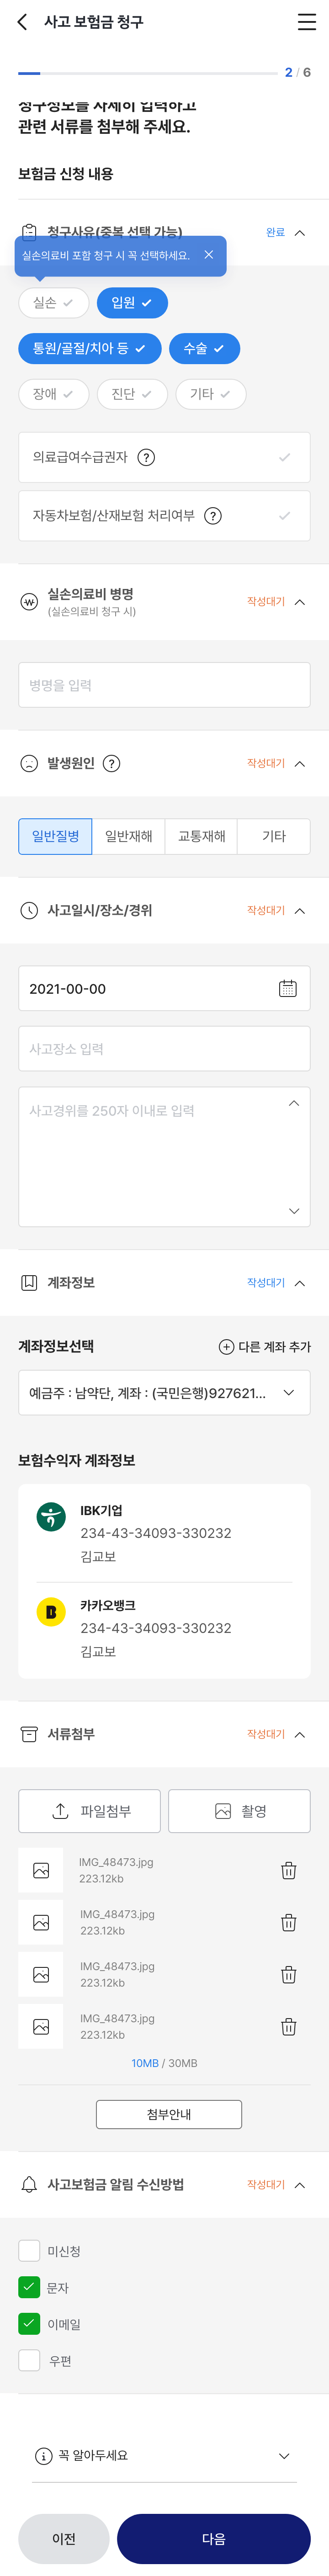 사고 보험금 청구
2 / 6
청구정보를 자세히 입력하고
관련 서류를 첨부해 주세요.
보험금 신청 내용
청구사유(중복 선택 가능)
완료
실손의료비 포함 청구 시 꼭 선택하세요.
실손
입원
통원/골절/치아 등
수술
장애
진단
기타
의료급여수급권자 ?
자동차보험/산재보험 처리여부 ?
실손의료비 병명
(실손의료비 청구 시)
작성대기
병명을 입력
발생원인 ?
작성대기
일반질병
일반재해
교통재해
기타
사고일시/장소/경위
작성대기
2021-00-00
사고장소 입력
사고경위를 250자 이내로 입력
계좌정보
작성대기
계좌정보선택
다른 계좌 추가
예금주 : 남약단, 계좌 : (국민은행)927621...
보험수익자 계좌정보
IBK기업
234-43-34093-330232
김교보
카카오뱅크
234-43-34093-330232
김교보
서류첨부
작성대기
파일첨부
촬영
IMG_48473.jpg
223.12kb
IMG_48473.jpg
223.12kb
IMG_48473.jpg
223.12kb
IMG_48473.jpg
223.12kb
10MB / 30MB
첨부안내
사고보험금 알림 수신방법
작성대기
미신청
문자
이메일
우편
꼭 알아두세요
이전
다음